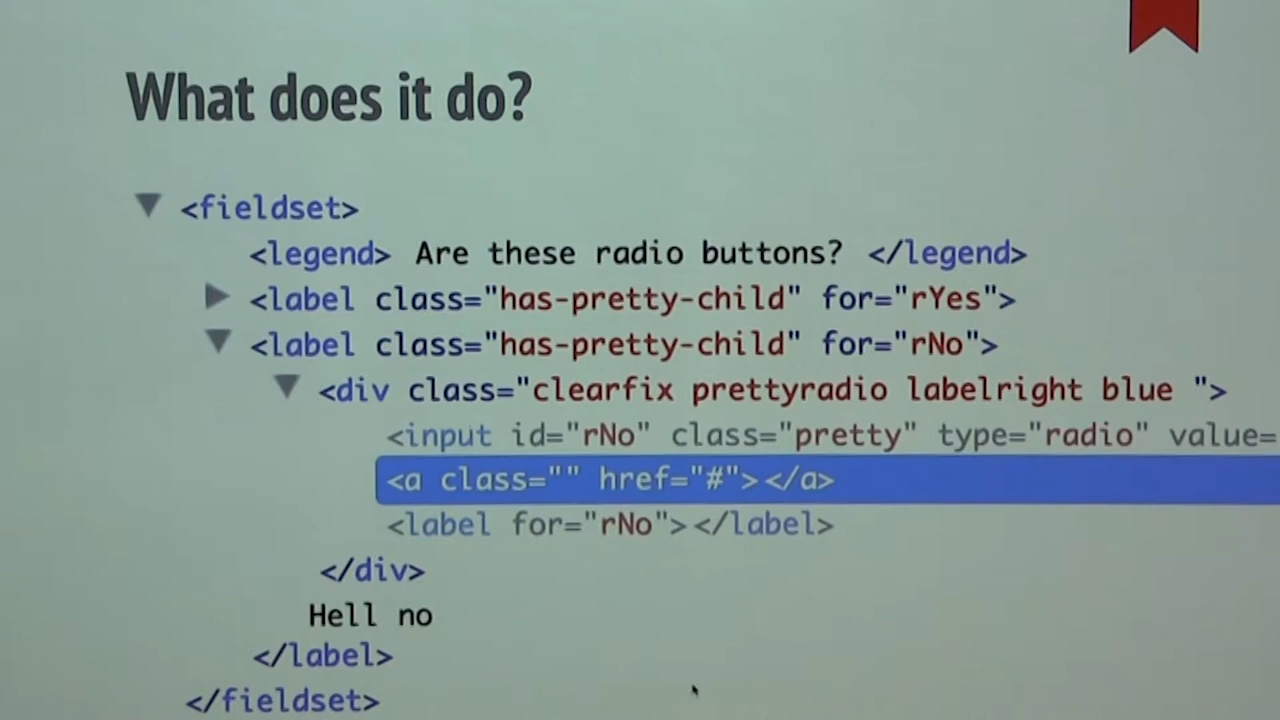 What does it do?
<fieldset>
<legend> Are these radio buttons? </legend>
<label class="has-pretty-child" for="rYes">
<label class="has-pretty-child" for="rNo">
<div class="clearfix prettyradio labelright blue ">
<input id="rNo" class="pretty" type="radio" value=
<a class="" href="#"></a>
<label for="rNo"></label>
</div>
Hell no
</label>
</fieldset>